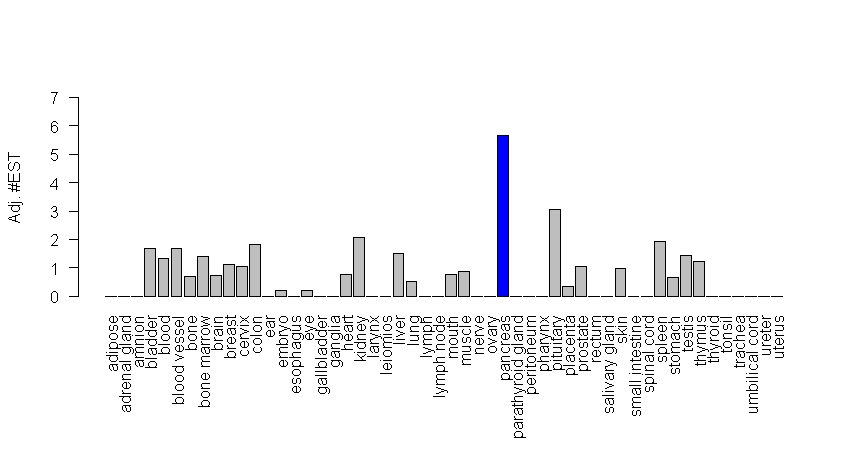 7
6
5
4
3
2
1
0
Adj. #EST
adipose
adrenal gland
amnion
bladder
blood
blood vessel
bone
bone marrow
brain
breast
cervix
colon
ear
embryo
esophagus
eye
gallbladder
ganglia
heart
kidney
larynx
leiomios
liver
lung
lymph
lymph node
mouth
muscle
nerve
ovary
pancreas
parathyroid gland
peritoneum
pharynx
pituitary
placenta
prostate
rectum
salivary gland
skin
small intestine
spinal cord
spleen
stomach
testis
thymus
thyroid
tonsil
trachea
umbilical cord
ureter
uterus